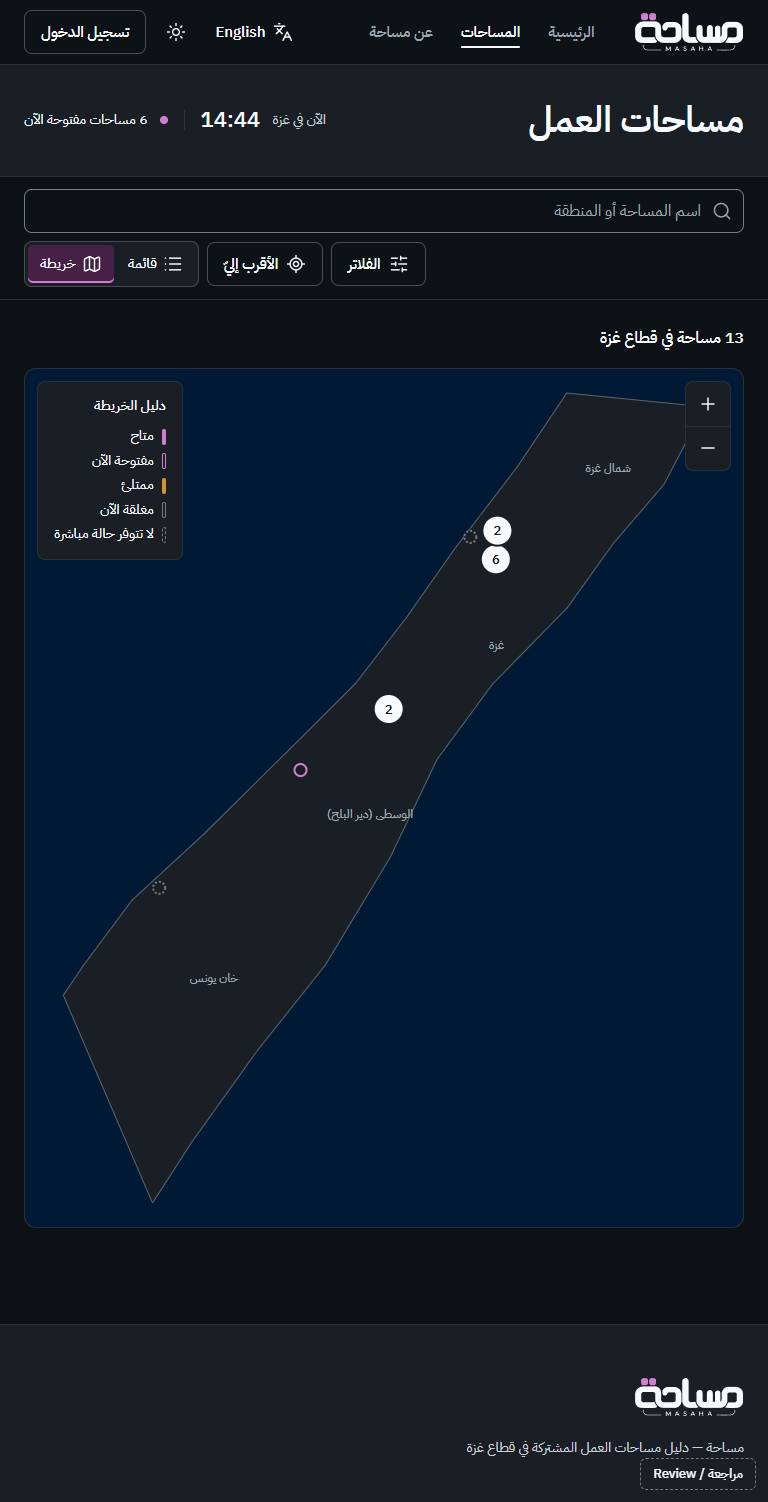 مساحة
MASAHA
الرئيسية
المساحات
عن مساحة
English
تسجيل الدخول
مساحات العمل
الآن في غزة
14:44
6 مساحات مفتوحة الآن
اسم المساحة أو المنطقة
الفلاتر
الأقرب إليّ
قائمة
خريطة
13 مساحة في قطاع غزة
+
−
دليل الخريطة
متاح
مفتوحة الآن
ممتلئ
مغلقة الآن
لا تتوفر حالة مباشرة
شمال غزة
2
6
غزة
2
الوسطى (دير البلح)
خان يونس
مساحة
MASAHA
مساحة — دليل مساحات العمل المشتركة في قطاع غزة
مراجعة / Review